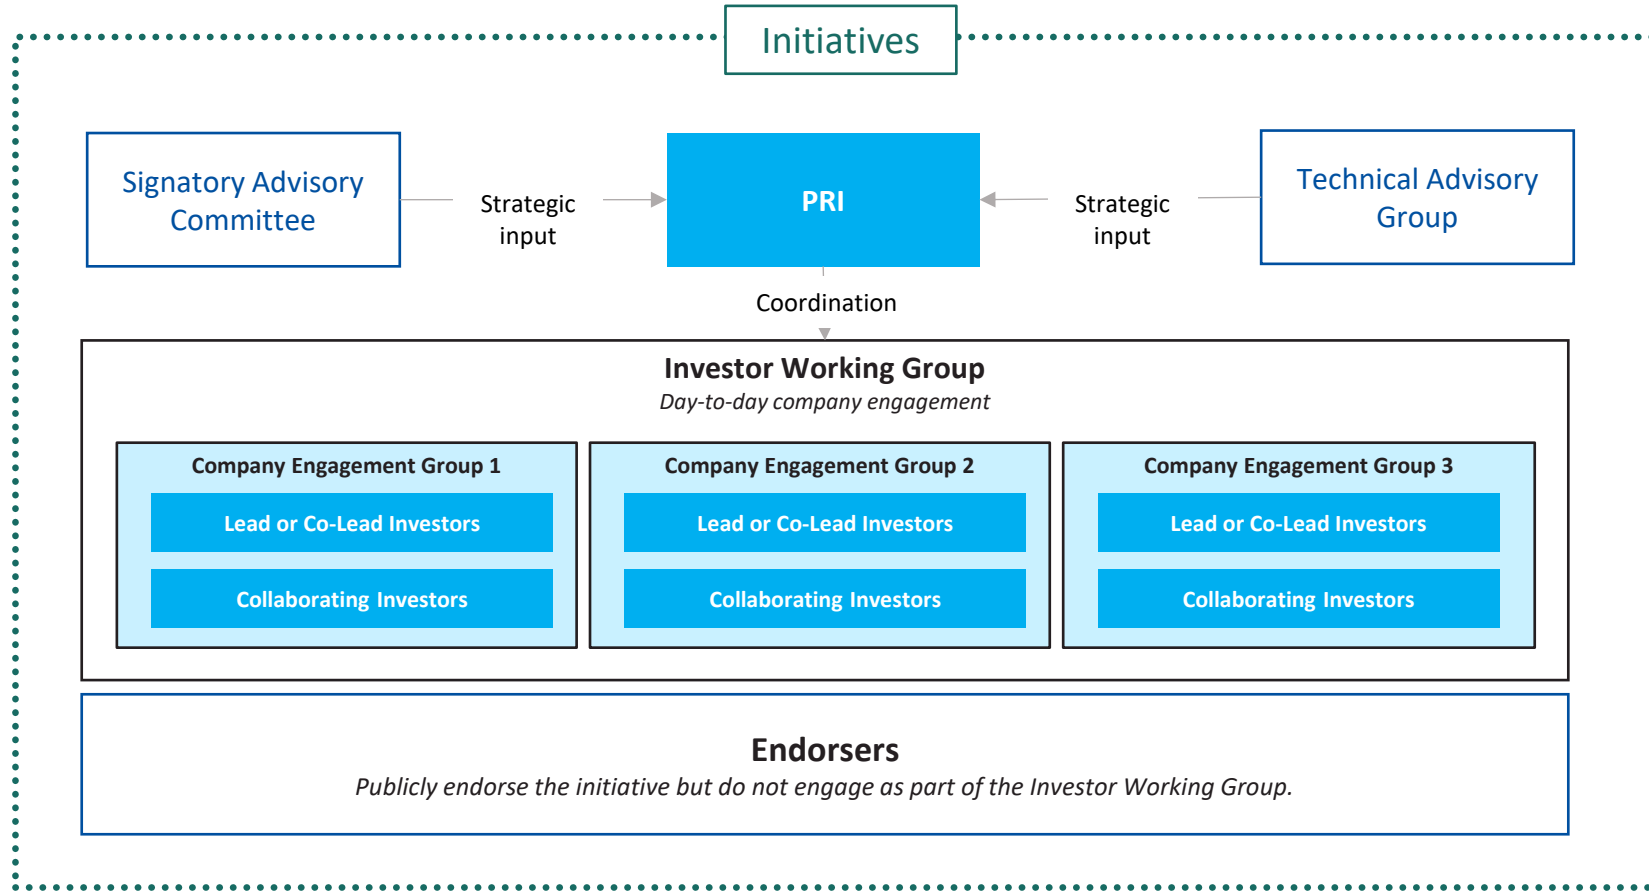 Initiatives
Signatory Advisory
Committee
Strategic
input
PRI
Strategic
input
Technical Advisory
Group
Coordination
Investor Working Group
Day-to-day company engagement
Company Engagement Group 1
Lead or Co-Lead Investors
Collaborating Investors
Company Engagement Group 2
Lead or Co-Lead Investors
Collaborating Investors
Company Engagement Group 3
Lead or Co-Lead Investors
Collaborating Investors
Endorsers
Publicly endorse the initiative but do not engage as part of the Investor Working Group.